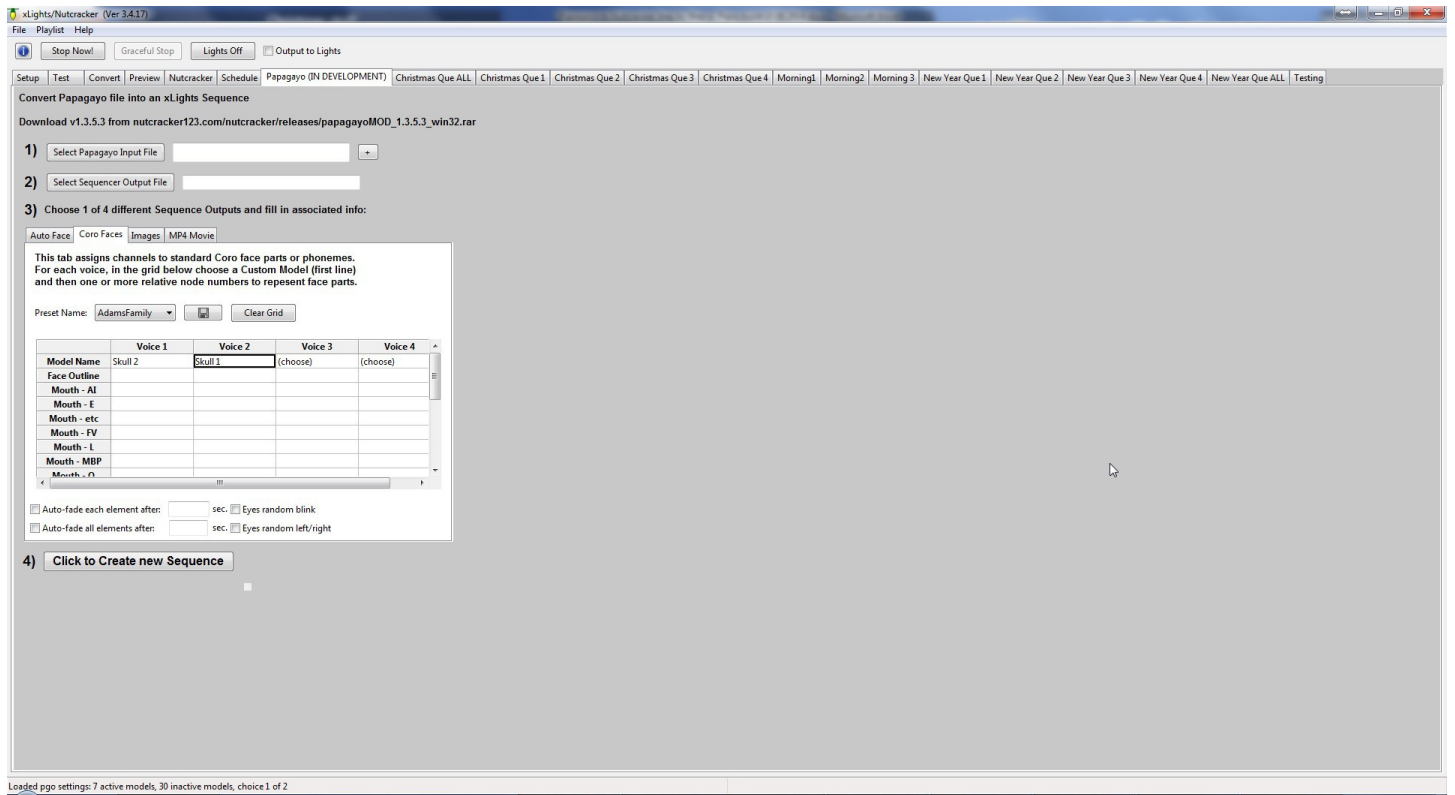 xLights/Nutcracker (Ver 3.4.17)
File Playlist Help
Stop Now! Graceful Stop Lights Off Output to Lights
Setup Test Convert Preview Nutcracker Schedule Papagayo (IN DEVELOPMENT) Christmas Que ALL Christmas Que 1 Christmas Que 2 Christmas Que 3 Christmas Que 4 Morning1 Morning2 Morning 3 New Year Que 1 New Year Que 2 New Year Que 3 New Year Que 4 New Year Que ALL Testing
Convert Papagayo file into an xLights Sequence
Download v1.3.5.3 from nutcracker123.com/nutcracker/releases/papagayoMOD_1.3.5.3_win32.rar
1) Select Papagayo Input File +
2) Select Sequencer Output File
3) Choose 1 of 4 different Sequence Outputs and fill in associated info:
Auto Face Coro Faces Images MP4 Movie
This tab assigns channels to standard Coro face parts or phonemes.
For each voice, in the grid below choose a Custom Model (first line)
and then one or more relative node numbers to repesent face parts.
Preset Name: AdamsFamily Clear Grid
Voice 1 Voice 2 Voice 3 Voice 4
Model Name Skull 2 Skull 1 (choose) (choose)
Face Outline
Mouth - AI
Mouth - E
Mouth - etc
Mouth - FV
Mouth - L
Mouth - MBP
Mouth - O
Auto-fade each element after: sec. Eyes random blink
Auto-fade all elements after: sec. Eyes random left/right
4) Click to Create new Sequence
Loaded pgo settings: 7 active models, 30 inactive models, choice 1 of 2